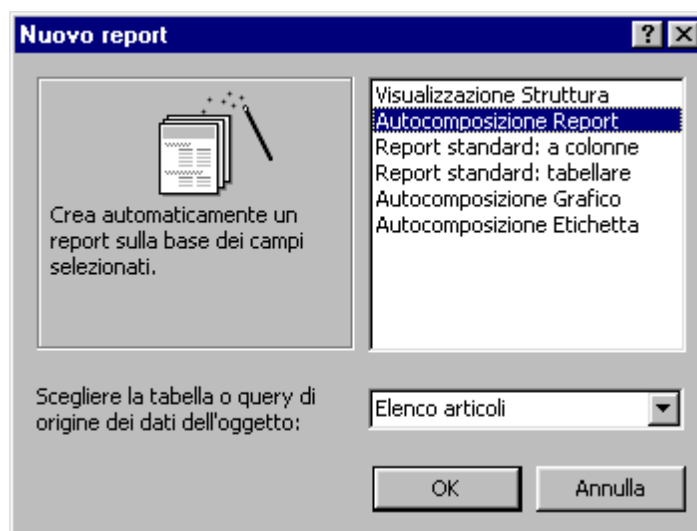 Nuovo report
Crea automaticamente un
report sulla base dei campi
selezionati.
Visualizzazione Struttura
Autocomposizione Report
Report standard: a colonne
Report standard: tabellare
Autocomposizione Grafico
Autocomposizione Etichetta
Scegliere la tabella o query di
origine dei dati dell'oggetto:
Elenco articoli
OK
Annulla